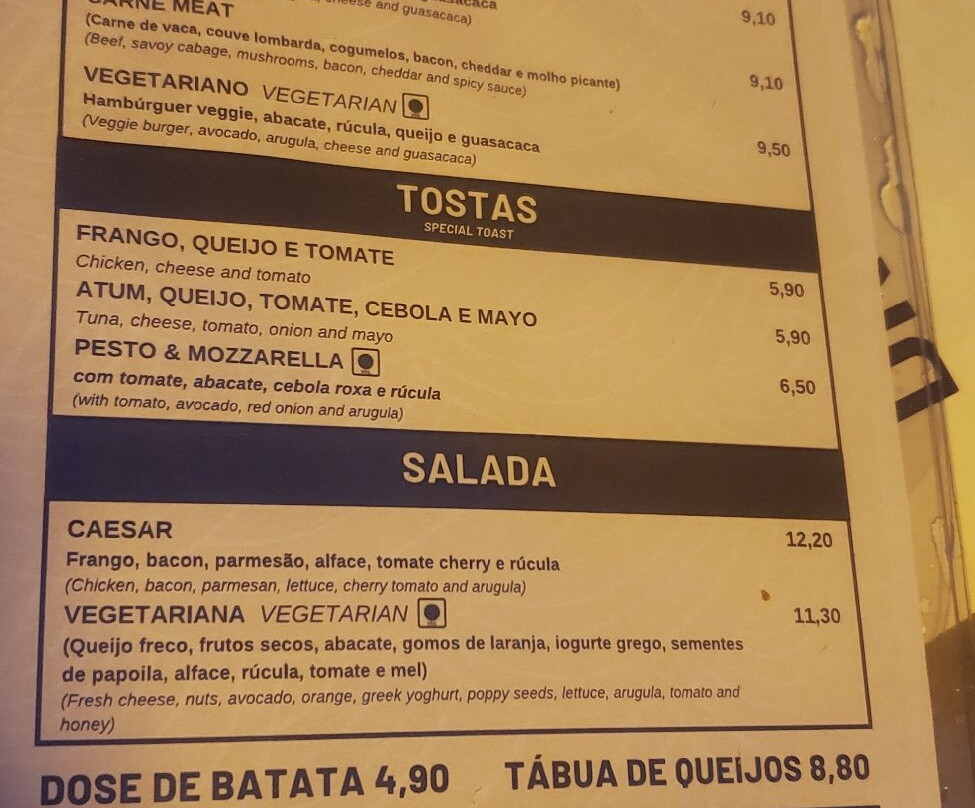 cheese and guasacaca)
CARNE MEAT 9,10
(Carne de vaca, couve lombarda, cogumelos, bacon, cheddar e molho picante) 9,10
(Beef, savoy cabage, mushrooms, bacon, cheddar and spicy sauce)
VEGETARIANO VEGETARIAN
Hambúrguer veggie, abacate, rúcula, queijo e guasacaca 9,50
(Veggie burger, avocado, arugula, cheese and guasacaca)
TOSTAS
SPECIAL TOAST
FRANGO, QUEIJO E TOMATE 5,90
Chicken, cheese and tomato
ATUM, QUEIJO, TOMATE, CEBOLA E MAYO 5,90
Tuna, cheese, tomato, onion and mayo
PESTO & MOZZARELLA 6,50
com tomate, abacate, cebola roxa e rúcula
(with tomato, avocado, red onion and arugula)
SALADA
CAESAR 12,20
Frango, bacon, parmesão, alface, tomate cherry e rúcula
(Chicken, bacon, parmesan, lettuce, cherry tomato and arugula)
VEGETARIANA VEGETARIAN 11,30
(Queijo freco, frutos secos, abacate, gomos de laranja, iogurte grego, sementes
de papoila, alface, rúcula, tomate e mel)
(Fresh cheese, nuts, avocado, orange, greek yoghurt, poppy seeds, lettuce, arugula, tomato and
honey)
DOSE DE BATATA 4,90 TÁBUA DE QUEIJOS 8,80